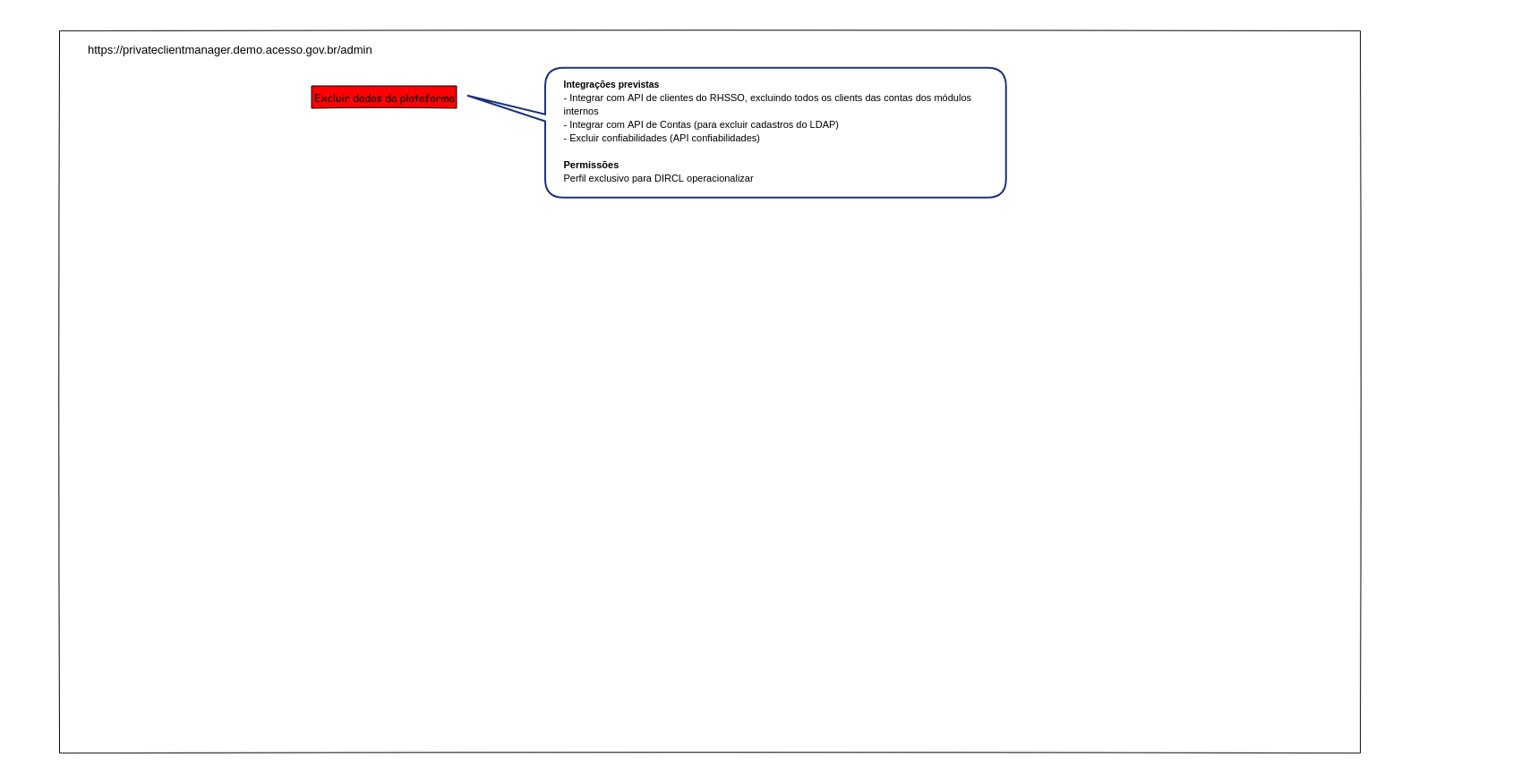 https://privateclientmanager.demo.acesso.gov.br/admin
Excluir dados da plataforma
Integrações previstas
- Integrar com API de clientes do RHSSO, excluindo todos os clients das contas dos módulos
internos
- Integrar com API de Contas (para excluir cadastros do LDAP)
- Excluir confiabilidades (API confiabilidades)
Permissões
Perfil exclusivo para DIRCL operacionalizar